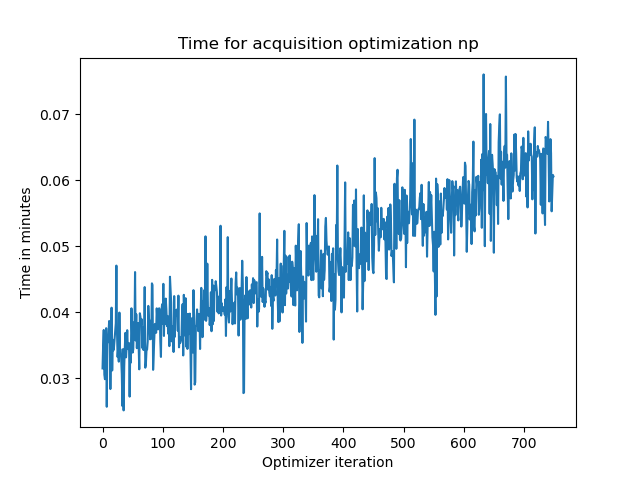 Time for acquisition optimization np
Time in minutes
0.07
0.06
0.05
0.04
0.03
0 100 200 300 400 500 600 700
Optimizer iteration